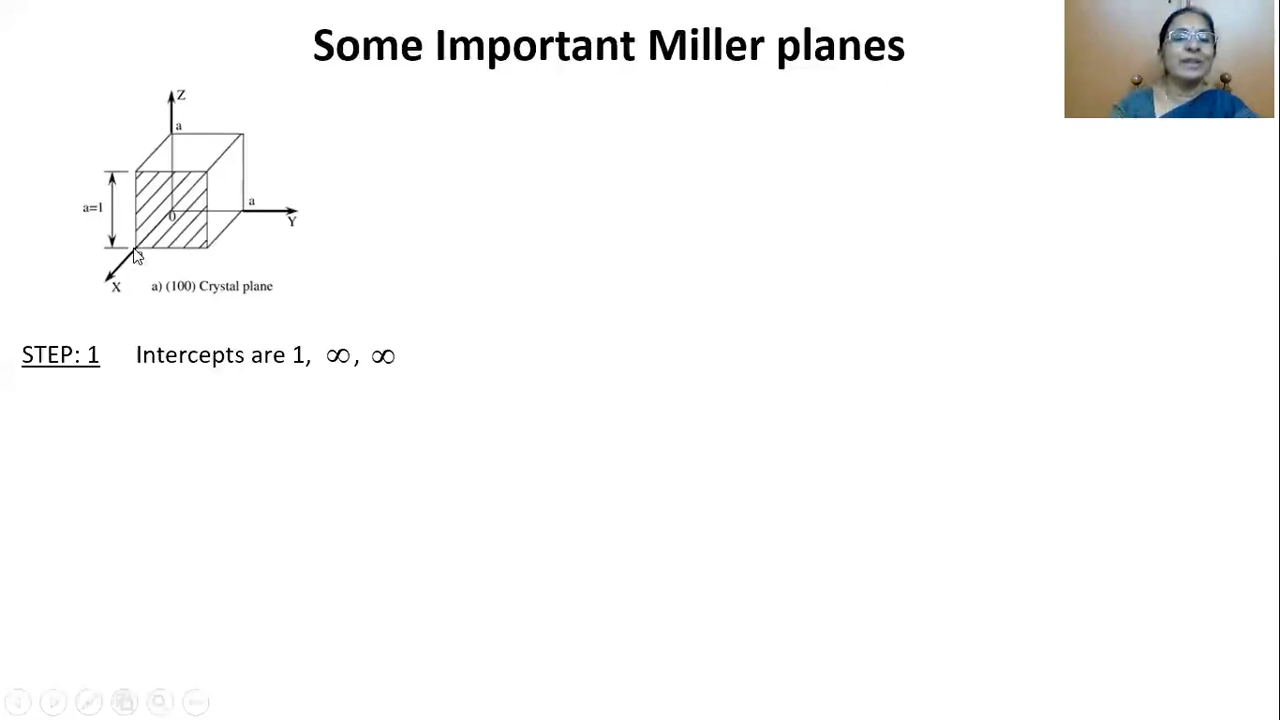 Some Important Miller planes
Z
a
a=1
0
a
Y
X
a) (100) Crystal plane
STEP: 1 Intercepts are 1, ∞, ∞